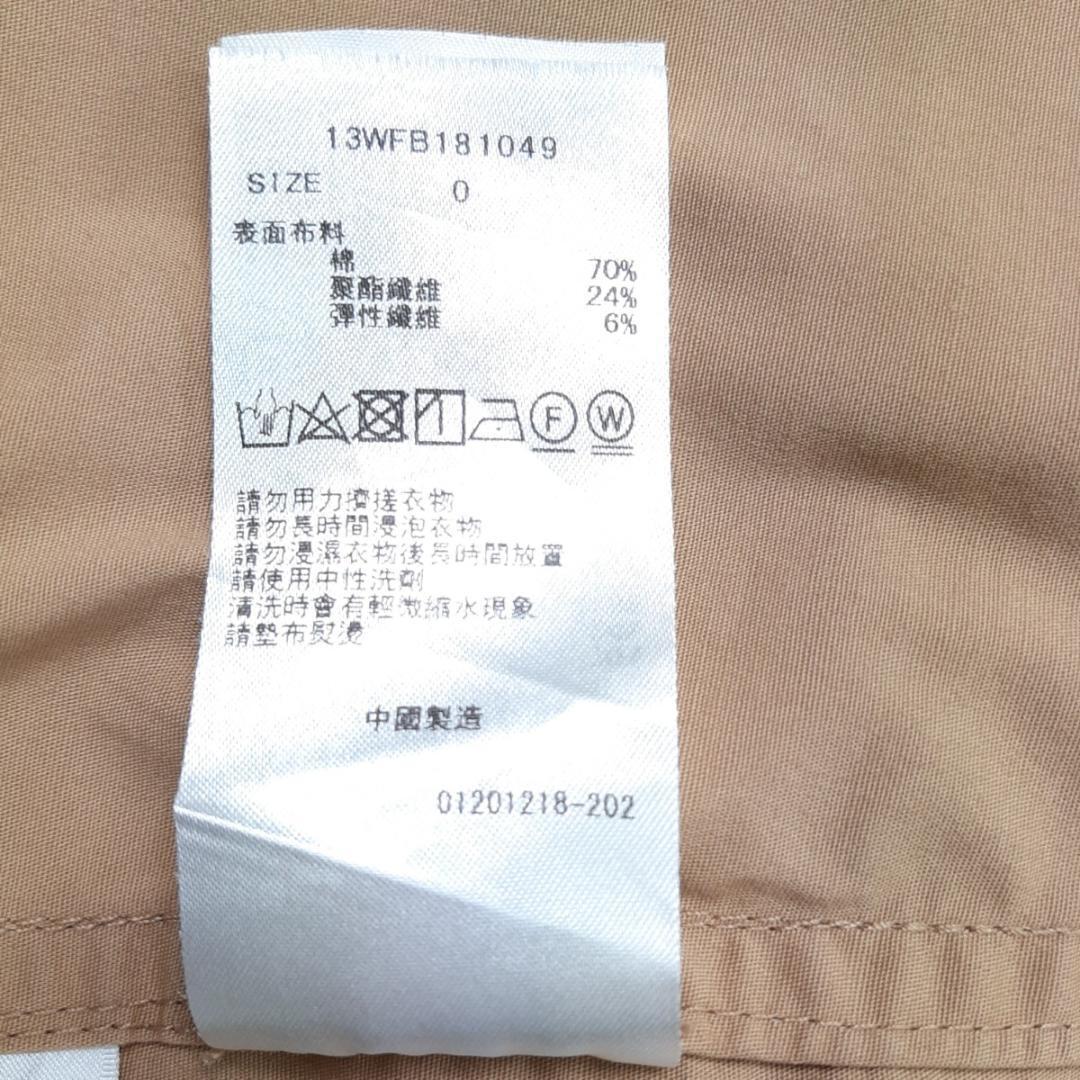 13WFB181049
SIZE 0
表面布料
棉 70%
聚酯纖維 24%
彈性纖維 6%
F W
請勿用力擠搓衣物
請勿長時間浸泡衣物
請勿浸濕衣物後長時間放置
請使用中性洗劑
清洗時會有輕微縮水現象
請墊布熨燙
中國製造
01201218-202